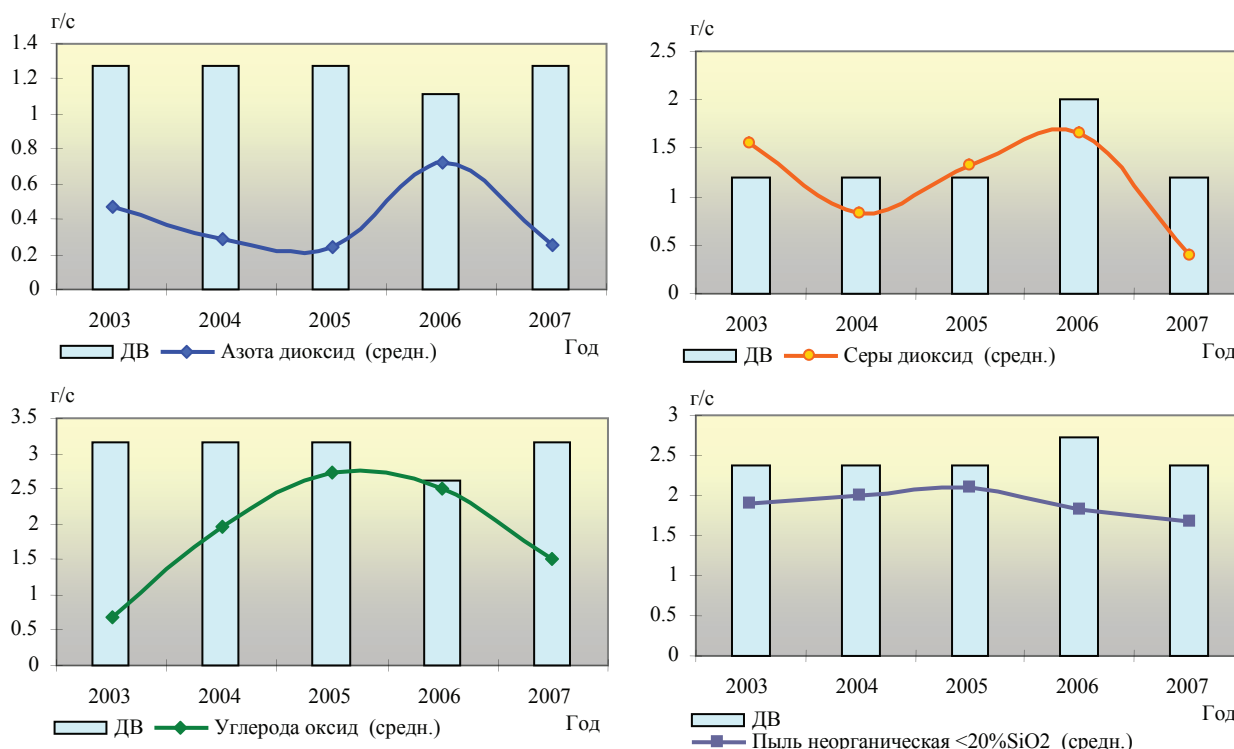 г/с
1.4
1.2
1
0.8
0.6
0.4
0.2
0
2003 2004 2005 2006 2007
ДВ Азота диоксид (средн.) Год
г/с
2.5
2
1.5
1
0.5
0
2003 2004 2005 2006 2007
ДВ Серы диоксид (средн.) Год
г/с
3.5
3
2.5
2
1.5
1
0.5
0
2003 2004 2005 2006 2007
ДВ Углерода оксид (средн.) Год
г/с
3
2.5
2
1.5
1
0.5
0
2003 2004 2005 2006 2007
ДВ Год
Пыль неорганическая <20%SiO2 (средн.)